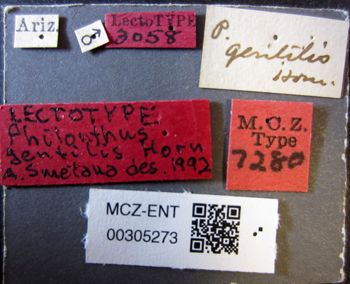 Ariz.
♂
LectoTYPE
3058
P.
gentilis
Horn.
LECTOTYPE
Philonthus
gentilis Horn
A. Smetana des. 1992
M.C.Z.
Type
7280
MCZ-ENT
00305273